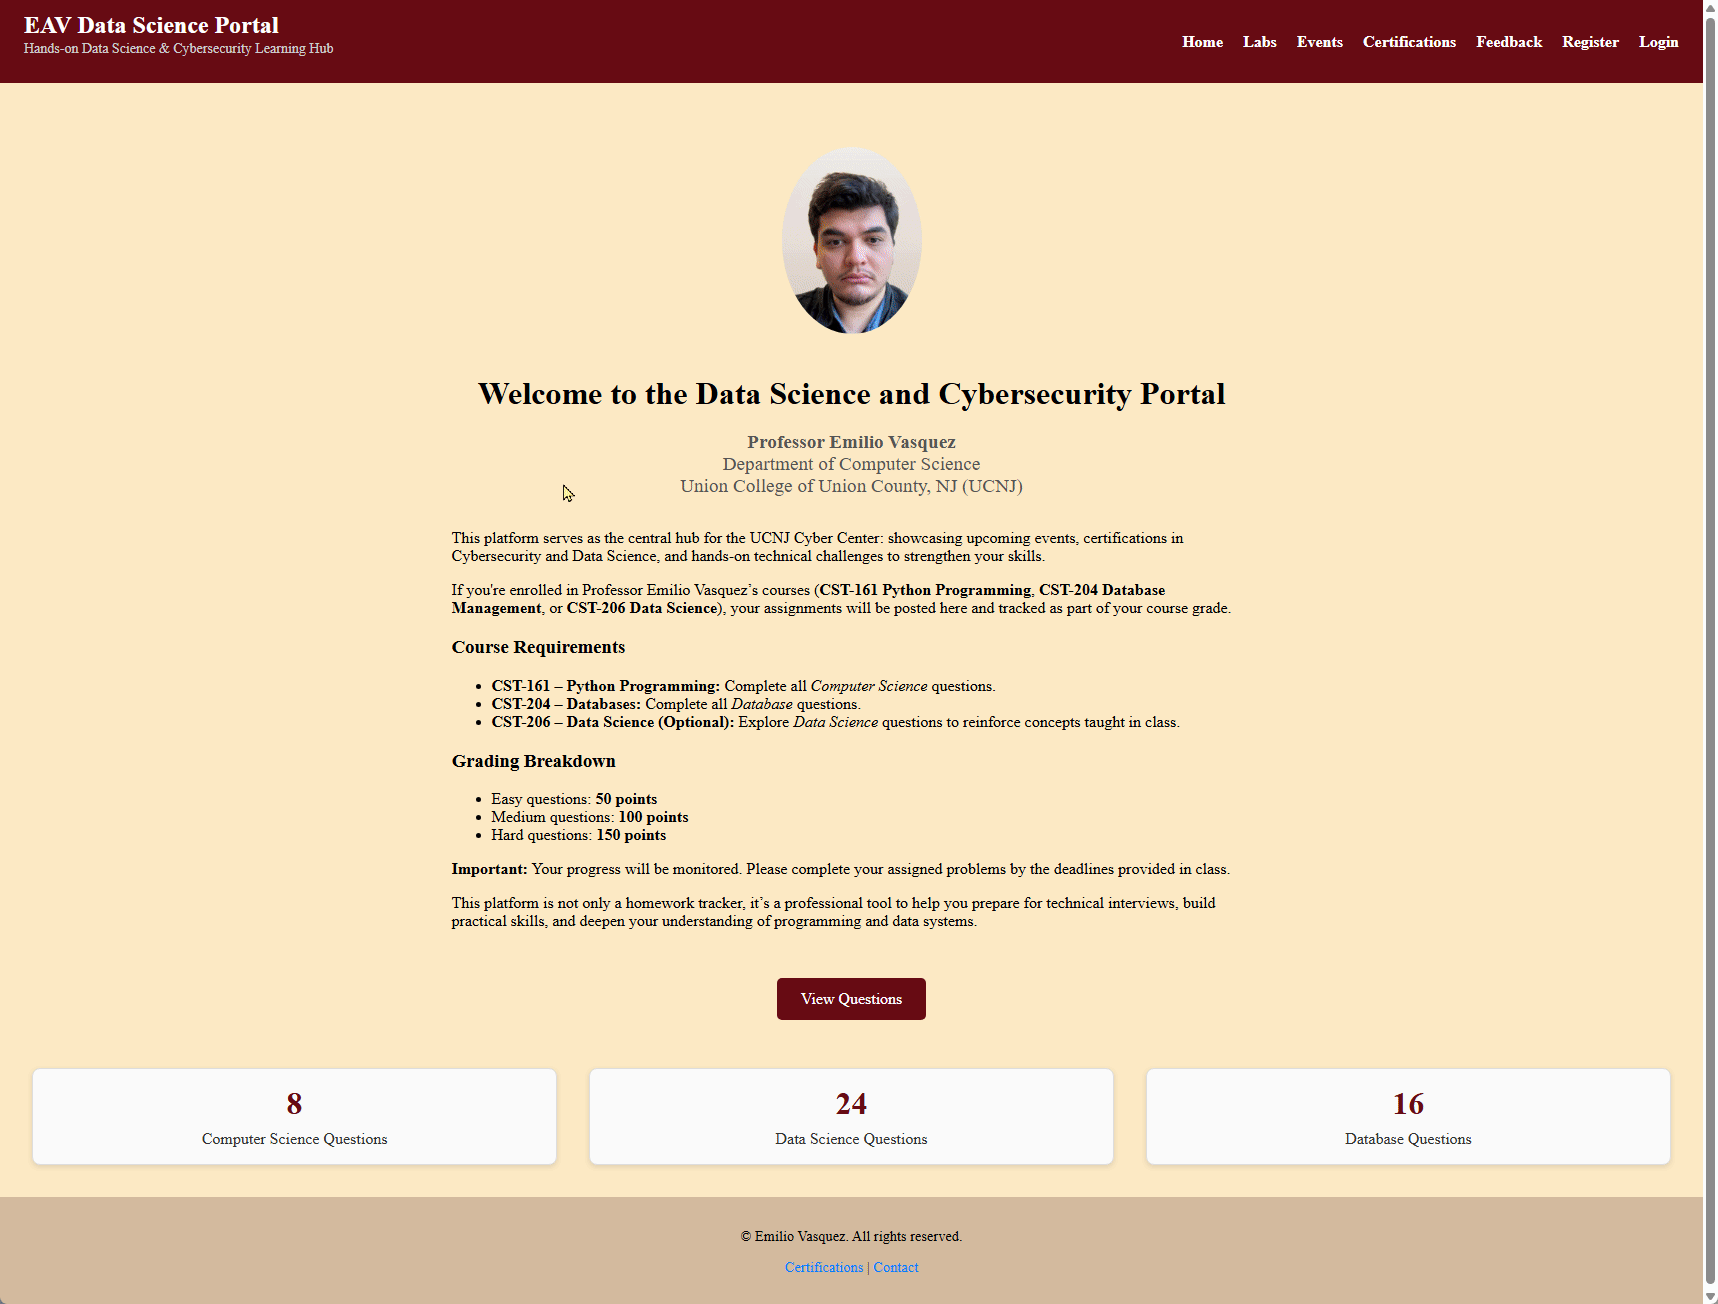 EAV Data Science Portal
Hands-on Data Science & Cybersecurity Learning Hub
Home Labs Events Certifications Feedback Register Login
Welcome to the Data Science and Cybersecurity Portal
Professor Emilio Vasquez
Department of Computer Science
Union College of Union County, NJ (UCNJ)
This platform serves as the central hub for the UCNJ Cyber Center: showcasing upcoming events, certifications in
Cybersecurity and Data Science, and hands-on technical challenges to strengthen your skills.
If you're enrolled in Professor Emilio Vasquez’s courses (CST-161 Python Programming, CST-204 Database
Management, or CST-206 Data Science), your assignments will be posted here and tracked as part of your course grade.
Course Requirements
• CST-161 – Python Programming: Complete all Computer Science questions.
• CST-204 – Databases: Complete all Database questions.
• CST-206 – Data Science (Optional): Explore Data Science questions to reinforce concepts taught in class.
Grading Breakdown
• Easy questions: 50 points
• Medium questions: 100 points
• Hard questions: 150 points
Important: Your progress will be monitored. Please complete your assigned problems by the deadlines provided in class.
This platform is not only a homework tracker, it’s a professional tool to help you prepare for technical interviews, build
practical skills, and deepen your understanding of programming and data systems.
View Questions
8
Computer Science Questions
24
Data Science Questions
16
Database Questions
© Emilio Vasquez. All rights reserved.
Certifications | Contact